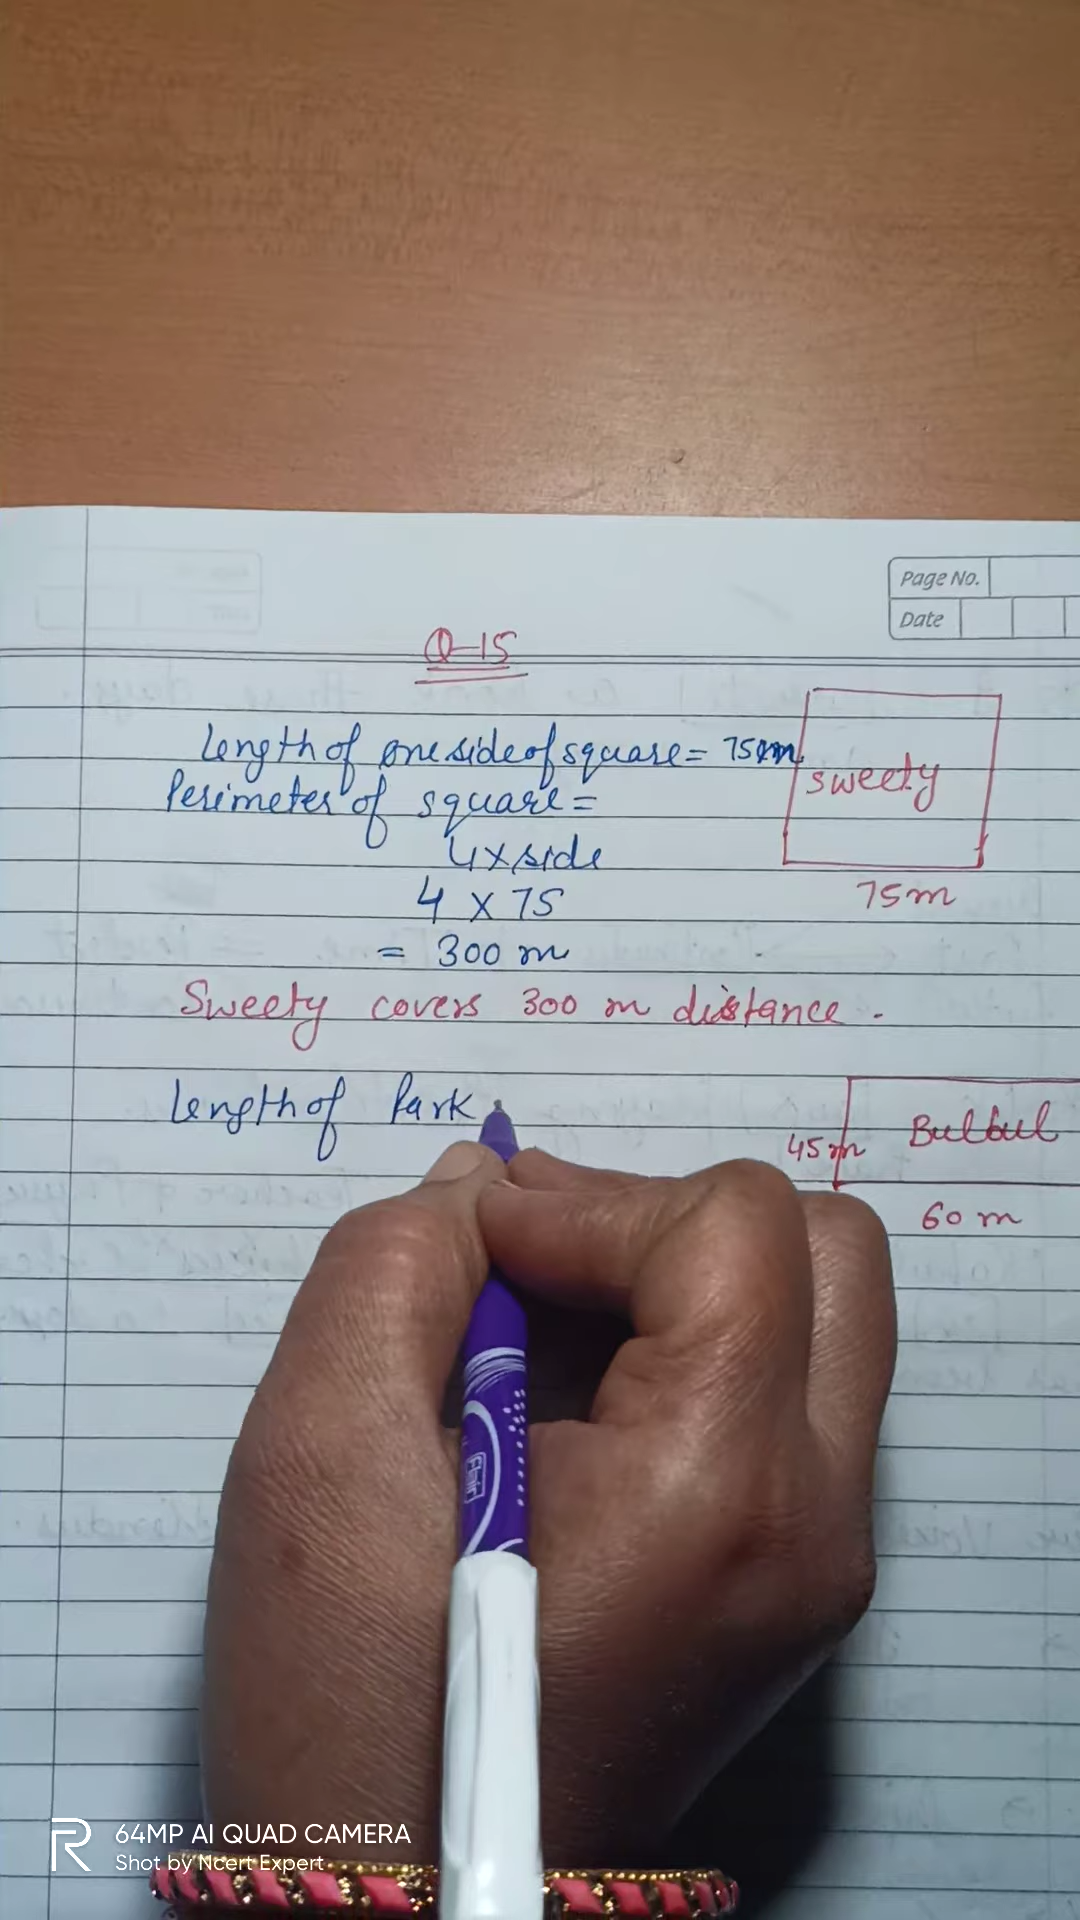 Page No.
Date
Q-15
Length of one side of square = 75m
Perimeter of square =
4 x side
4 x 75
= 300 m
sweety
75m
Sweety covers 300 m distance.
Length of Park
45m
Bulbul
60 m
Flair
64MP AI QUAD CAMERA
Shot by Ncert Expert